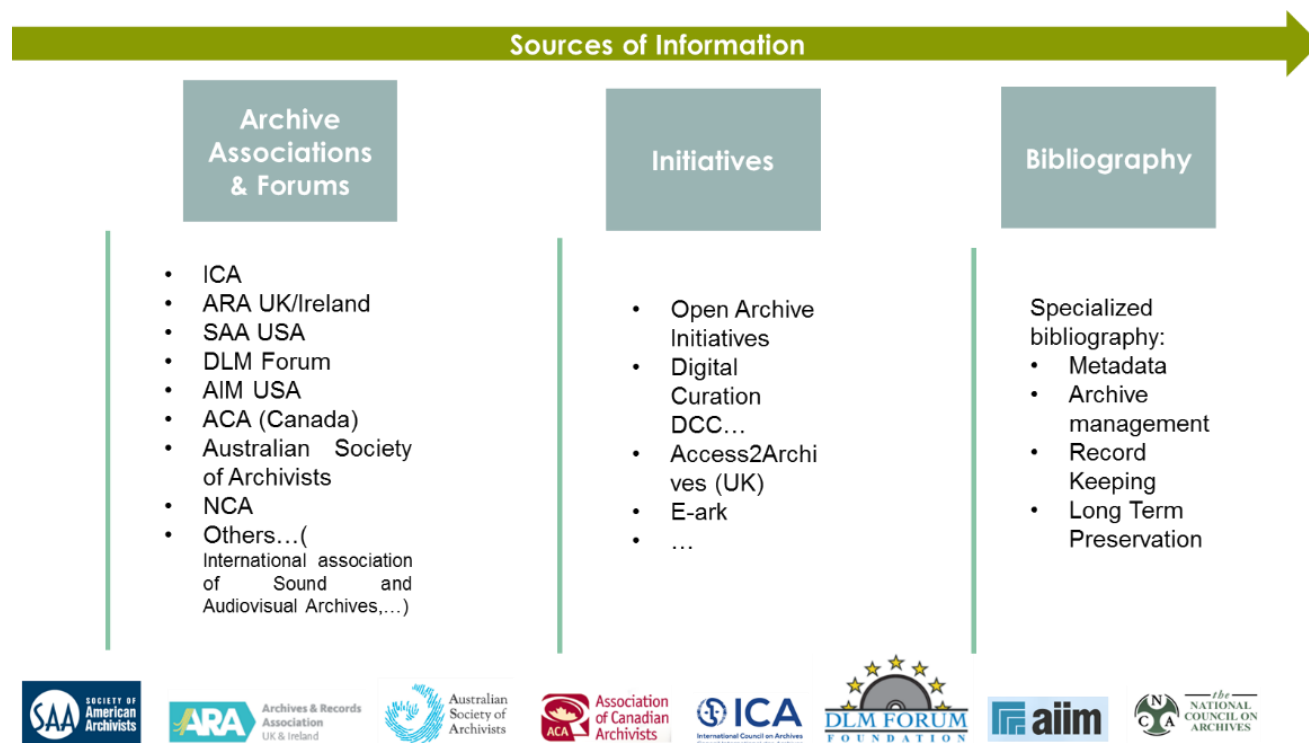 Sources of Information
Archive
Associations
& Forums
Initiatives
Bibliography
• ICA
• ARA UK/Ireland
• SAA USA
• DLM Forum
• AIM USA
• ACA (Canada)
• Australian Society
of Archivists
• NCA
• Others…(
International association
of Sound and
Audiovisual Archives,…)
• Open Archive
Initiatives
• Digital
Curation
DCC…
• Access2Archi
ves (UK)
• E-ark
• …
Specialized
bibliography:
• Metadata
• Archive
management
• Record
Keeping
• Long Term
Preservation
SAA
SOCIETY OF
American
Archivists
ARA
Archives & Records
Association
UK & Ireland
Australian
Society of
Archivists
ACA
Association
of Canadian
Archivists
ICA
International Council on Archives
DLM FORUM
FOUNDATION
aiim
N
C A
the
NATIONAL
COUNCIL ON
ARCHIVES